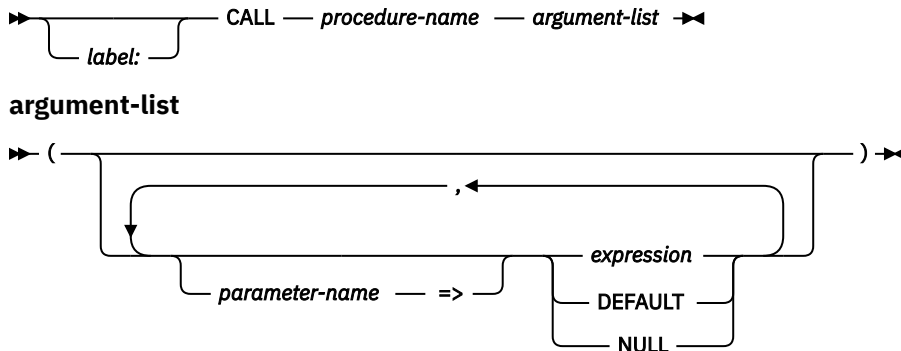 CALL procedure-name argument-list
label:
argument-list
( )
,
expression
parameter-name =>
DEFAULT
NULL